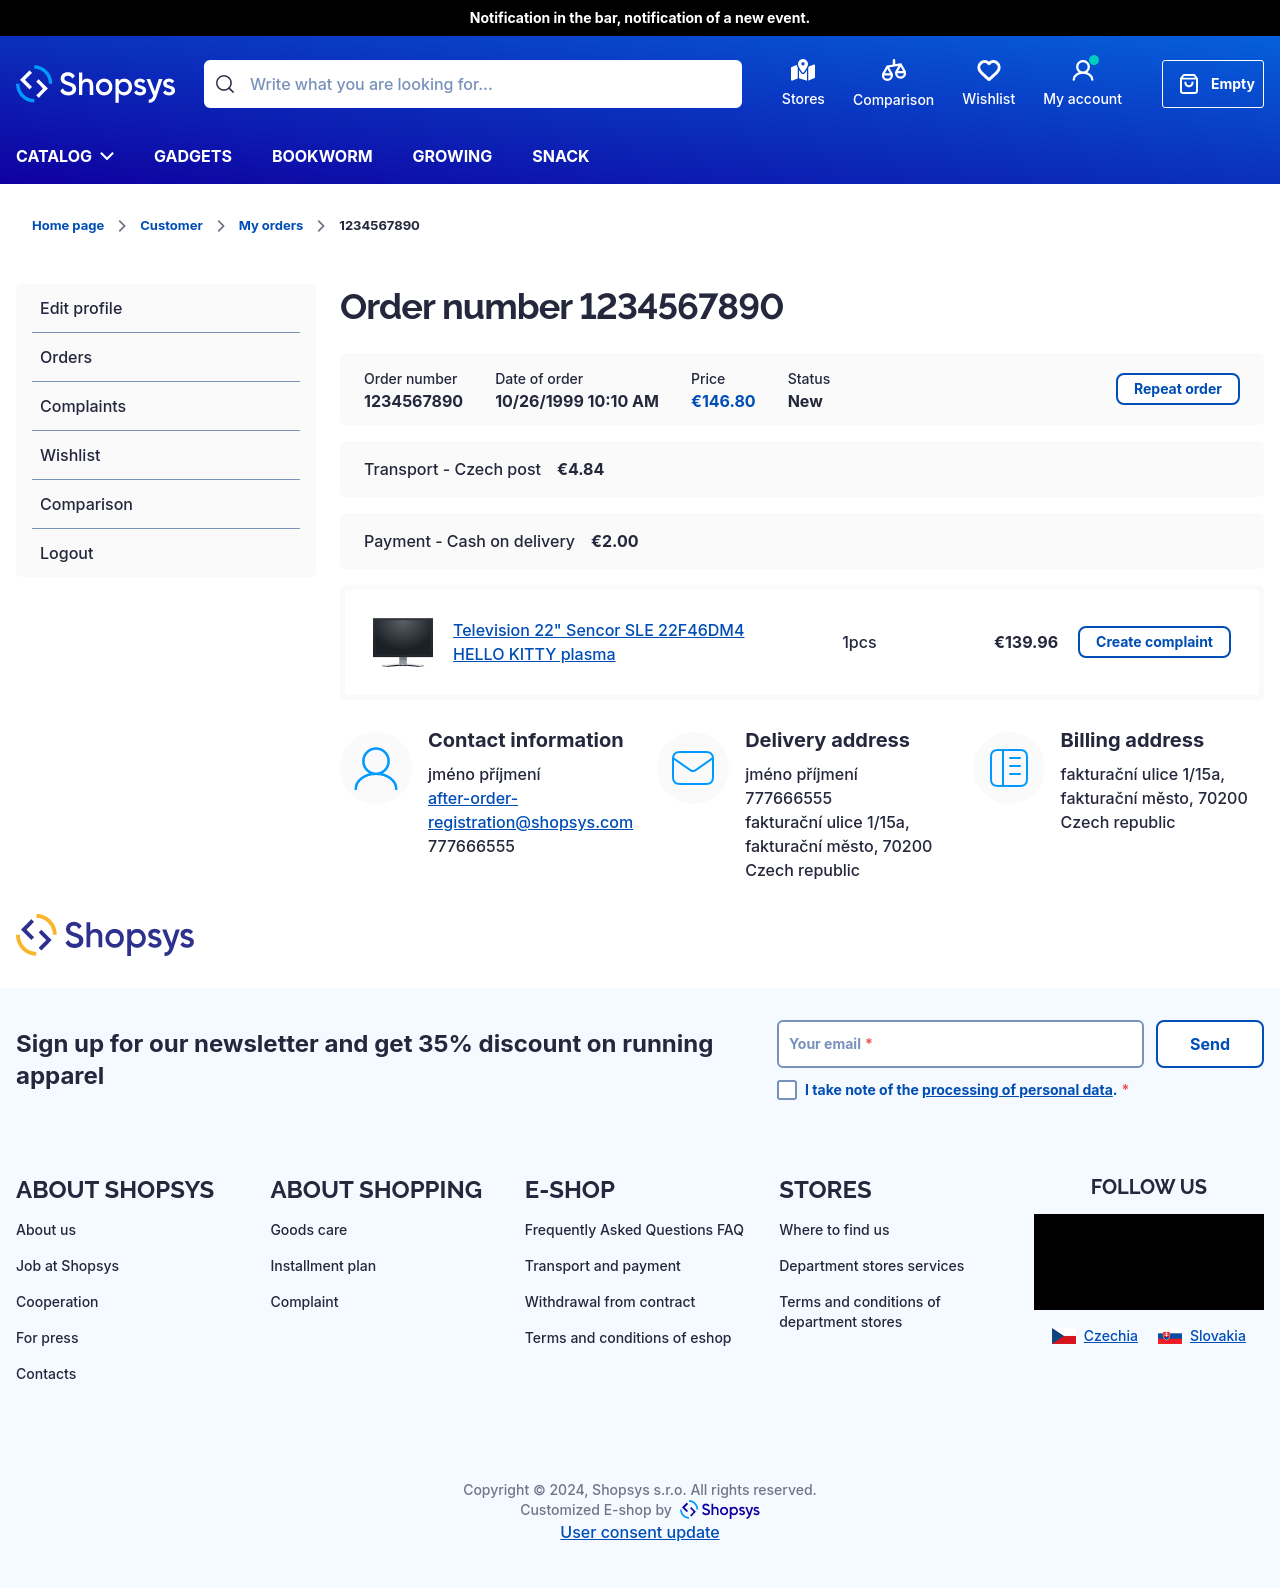 Notification in the bar, notification of a new event.
Shopsys
Write what you are looking for...
Stores
Comparison
Wishlist
My account
Empty
CATALOG
GADGETS
BOOKWORM
GROWING
SNACK
Home page
Customer
My orders
1234567890
Edit profile
Orders
Complaints
Wishlist
Comparison
Logout
Order number 1234567890
Order number
1234567890
Date of order
10/26/1999 10:10 AM
Price
€146.80
Status
New
Repeat order
Transport - Czech post €4.84
Payment - Cash on delivery €2.00
Television 22" Sencor SLE 22F46DM4
HELLO KITTY plasma
1pcs
€139.96
Create complaint
Contact information
jméno příjmení
after-order-
registration@shopsys.com
777666555
Delivery address
jméno příjmení
777666555
fakturační ulice 1/15a,
fakturační město, 70200
Czech republic
Billing address
fakturační ulice 1/15a,
fakturační město, 70200
Czech republic
Shopsys
Sign up for our newsletter and get 35% discount on running
apparel
Your email *
Send
I take note of the processing of personal data. *
ABOUT SHOPSYS
About us
Job at Shopsys
Cooperation
For press
Contacts
ABOUT SHOPPING
Goods care
Installment plan
Complaint
E-SHOP
Frequently Asked Questions FAQ
Transport and payment
Withdrawal from contract
Terms and conditions of eshop
STORES
Where to find us
Department stores services
Terms and conditions of
department stores
FOLLOW US
Czechia
Slovakia
Copyright © 2024, Shopsys s.r.o. All rights reserved.
Customized E-shop by Shopsys
User consent update